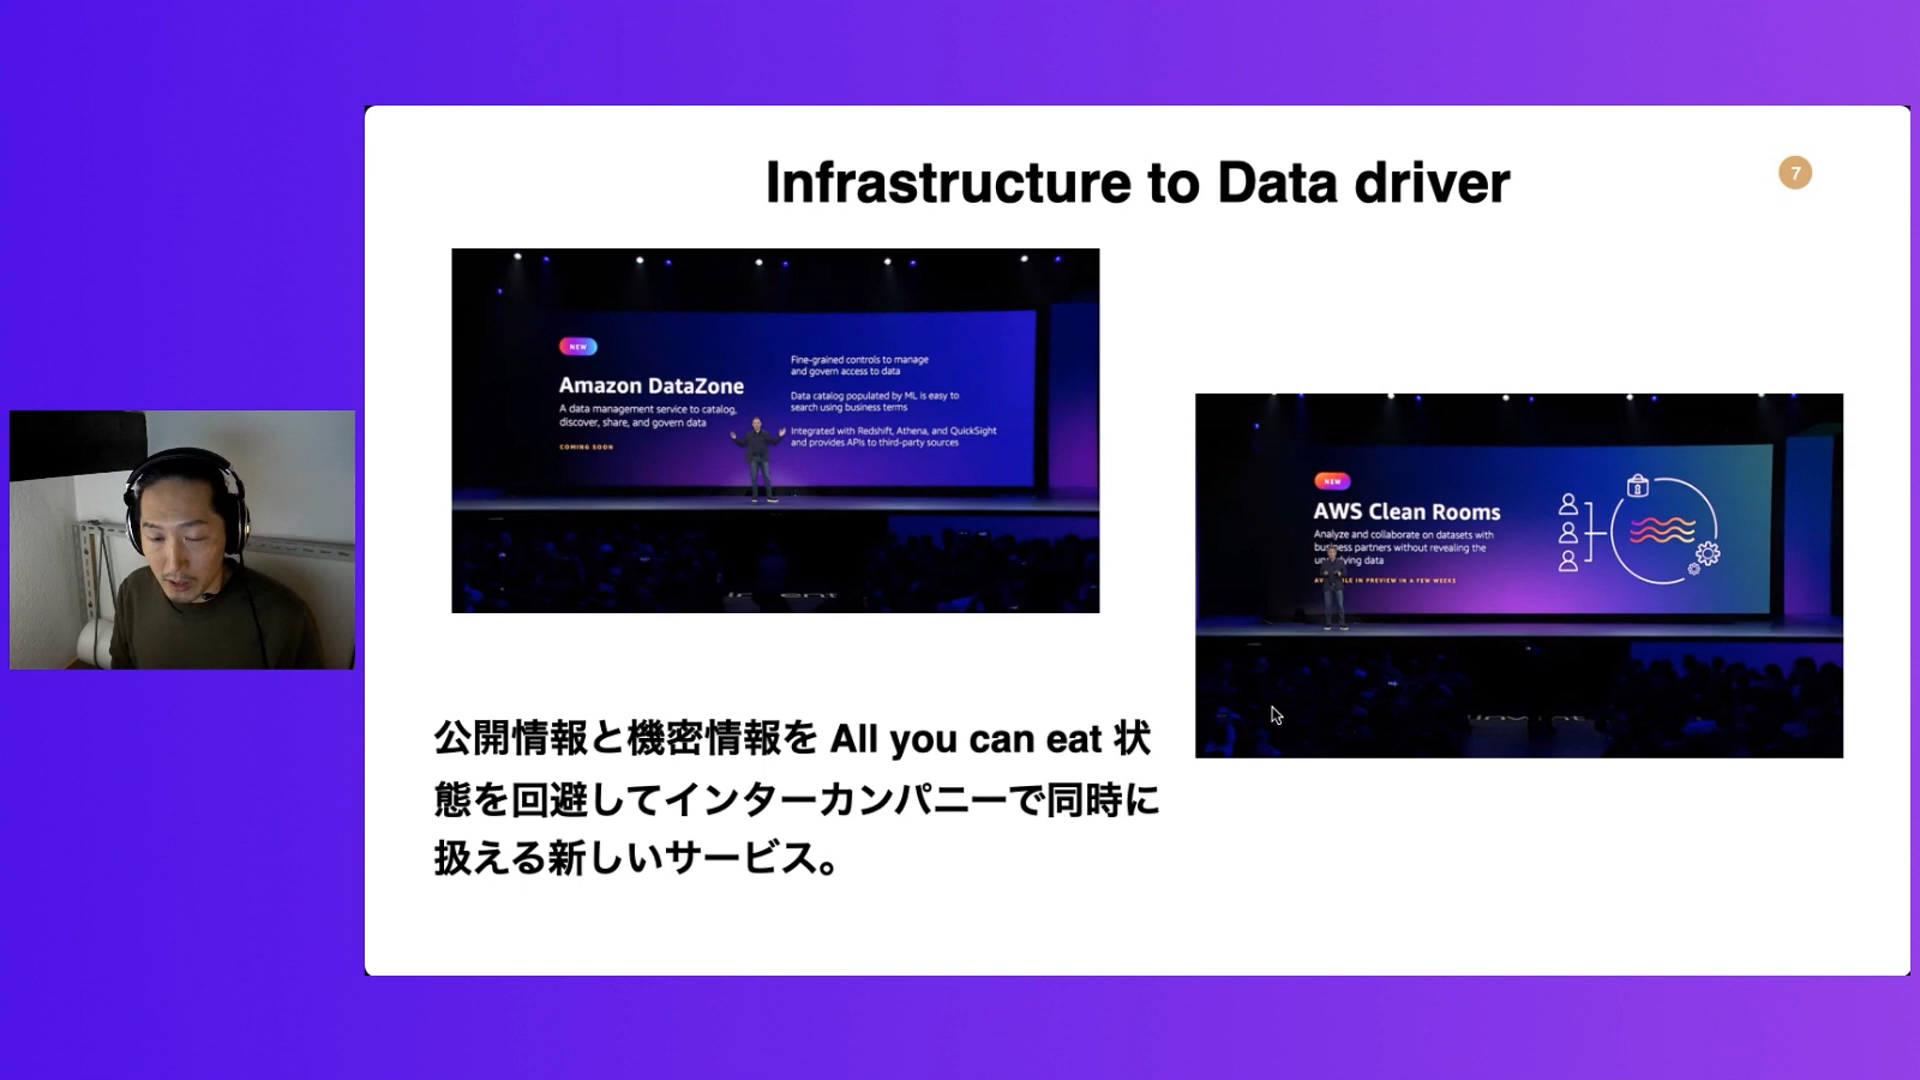 Infrastructure to Data driver
7
NEW
Amazon DataZone
A data management service to catalog,
discover, share, and govern data
COMING SOON
Fine-grained controls to manage
and govern access to data
Data catalog populated by ML is easy to
search using business terms
Integrated with Redshift, Athena, and QuickSight
and provides APIs to third-party sources
NEW
AWS Clean Rooms
Analyze and collaborate on datasets with
business partners without revealing the
data
IN PREVIEW IN A FEW WEEKS
公開情報と機密情報を All you can eat 状
態を回避してインターカンパニーで同時に
扱える新しいサービス。